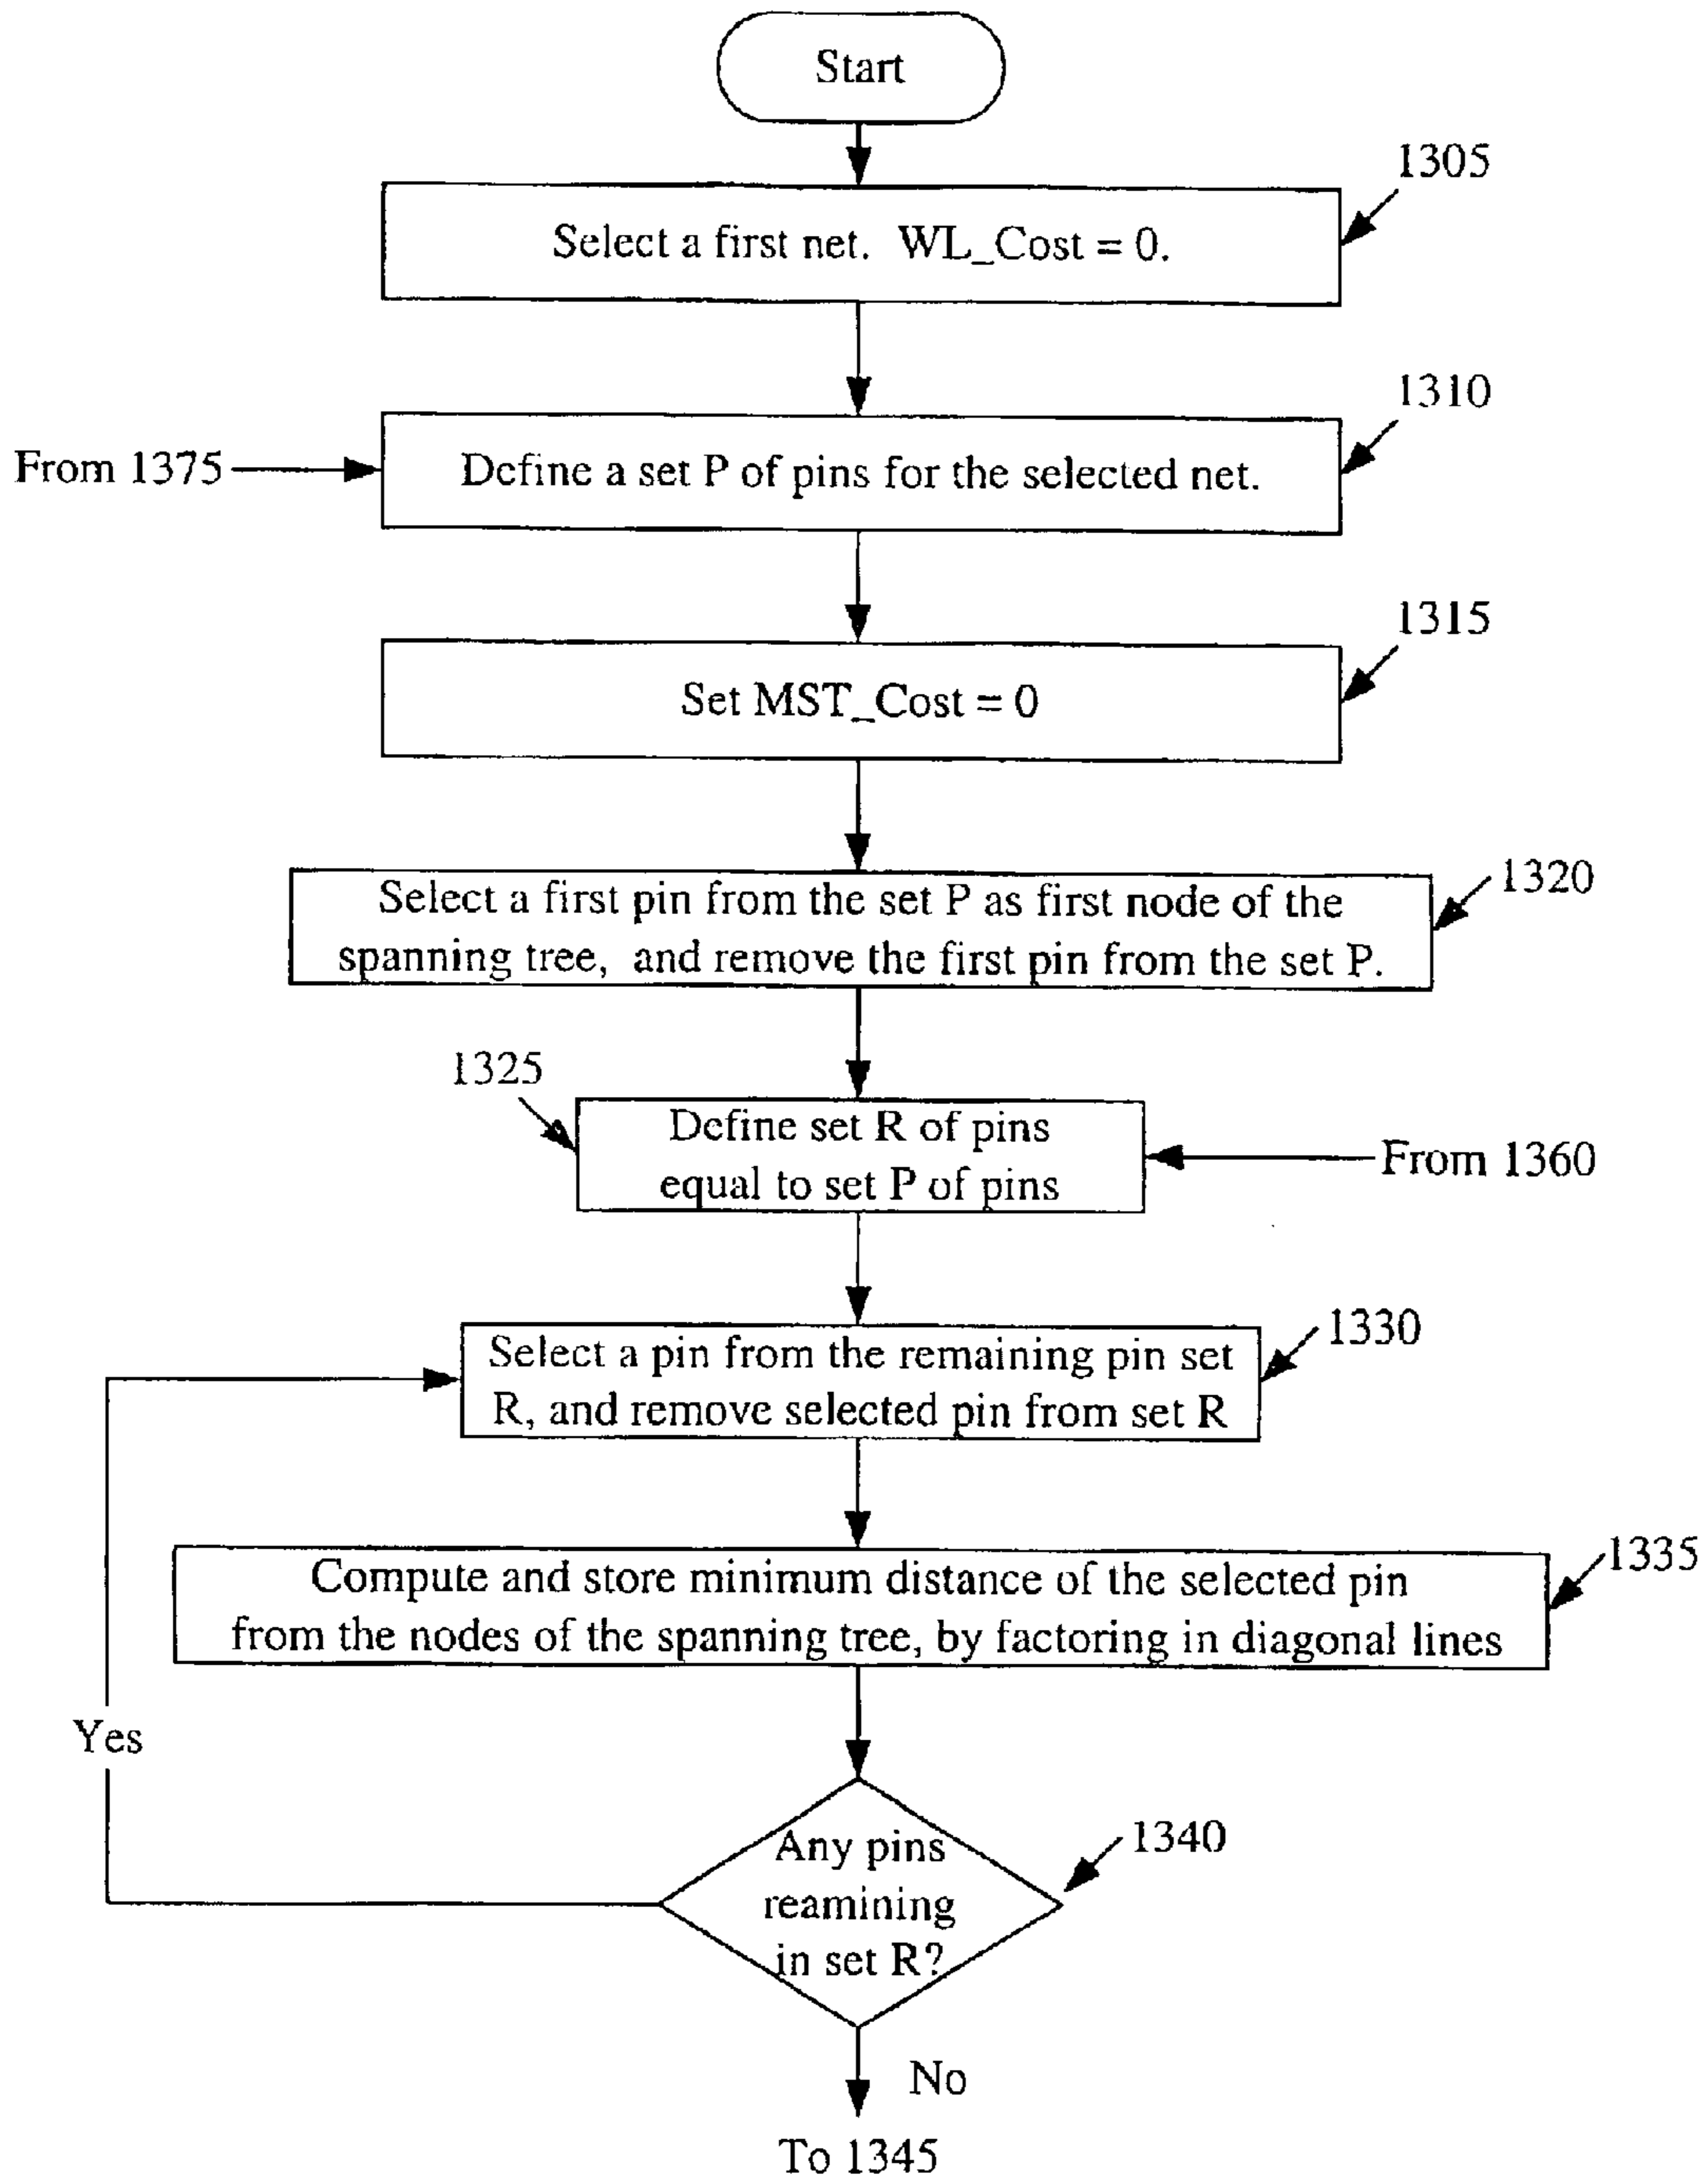 Start
1305
Select a first net. WL_Cost = 0.
1310
From 1375
Define a set P of pins for the selected net.
1315
Set MST_Cost = 0
1320
Select a first pin from the set P as first node of the
spanning tree, and remove the first pin from the set P.
1325
Define set R of pins
equal to set P of pins
From 1360
1330
Select a pin from the remaining pin set
R, and remove selected pin from set R
1335
Compute and store minimum distance of the selected pin
from the nodes of the spanning tree, by factoring in diagonal lines
Yes
1340
Any pins
reamining
in set R?
No
To 1345